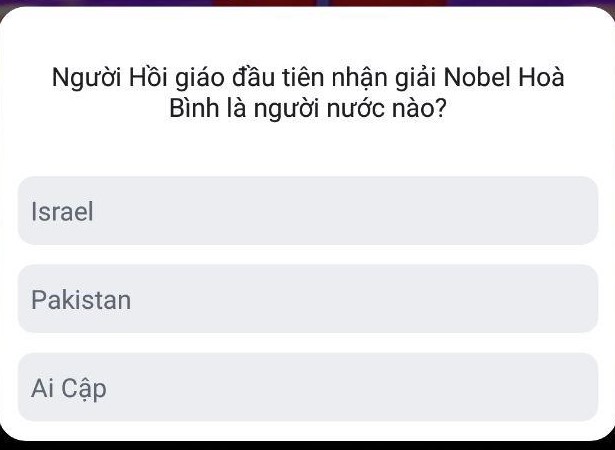 Người Hồi giáo đầu tiên nhận giải Nobel Hoà
Bình là người nước nào?
Israel
Pakistan
Ai Cập